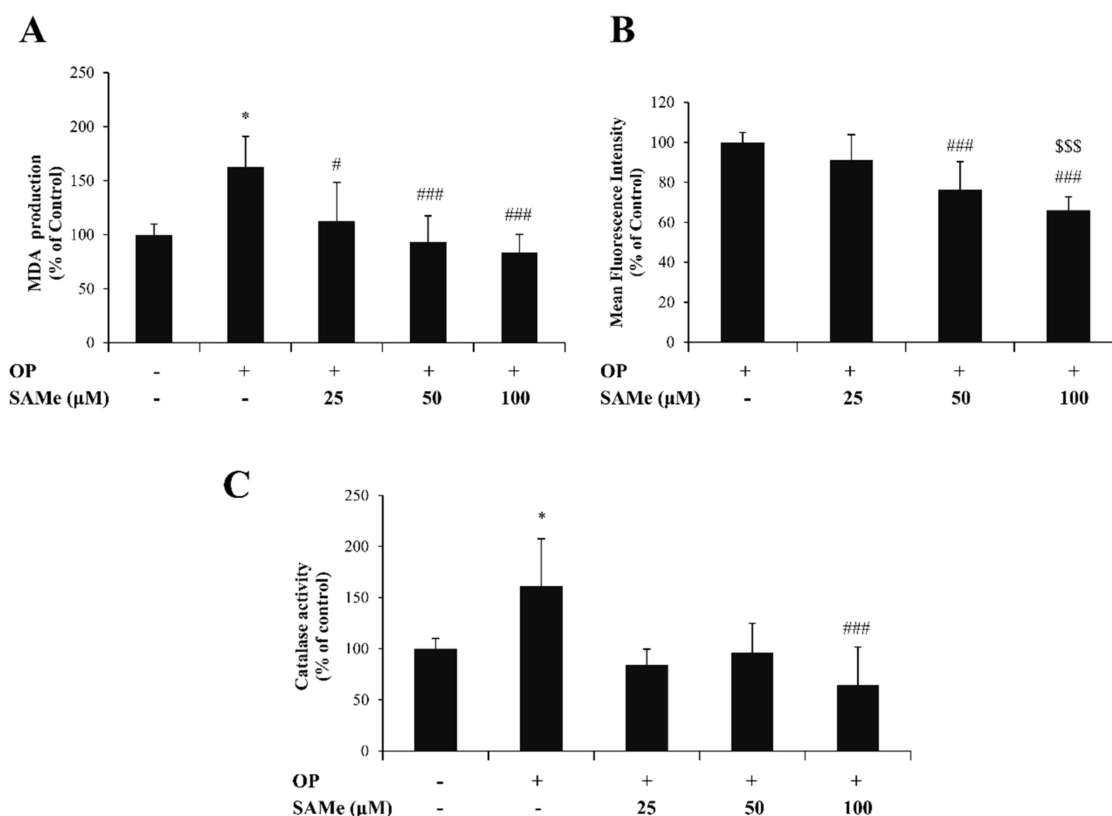 A
MDA production
(% of Control)
250
200
150
100
50
0
*
#
###
###
OP - + + + +
SAMe (µM) - - 25 50 100
B
Mean Fluorescence Intensity
(% of Control)
120
100
80
60
40
20
0
###
$$$
###
OP + + + +
SAMe (µM) - 25 50 100
C
Catalase activity
(% of control)
250
200
150
100
50
0
*
###
OP - + + + +
SAMe (µM) - - 25 50 100